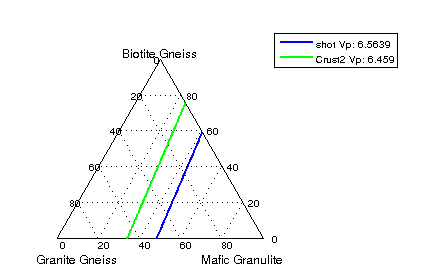 shot Vp: 6.5639
Crust2 Vp: 6.459
Biotite Gneiss
0
20 80
40 60
60 40
80 20
0
0 20 40 60 80
Granite Gneiss Mafic Granulite